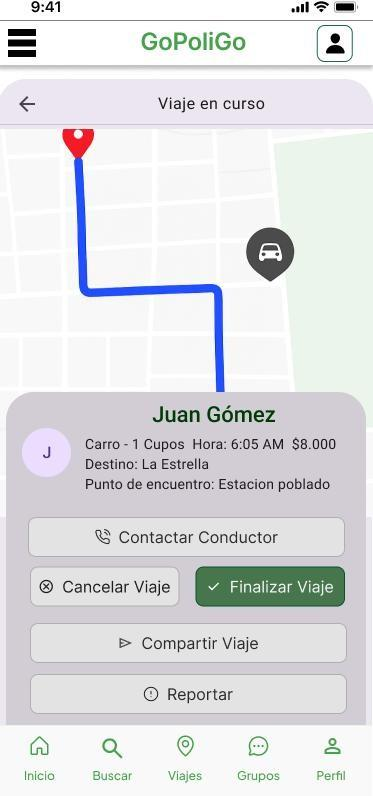 9:41
GoPoliGo
Viaje en curso
Juan Gómez
J
Carro - 1 Cupos Hora: 6:05 AM $8.000
Destino: La Estrella
Punto de encuentro: Estacion poblado
Contactar Conductor
Cancelar Viaje
Finalizar Viaje
Compartir Viaje
Reportar
Inicio Buscar Viajes Grupos Perfil